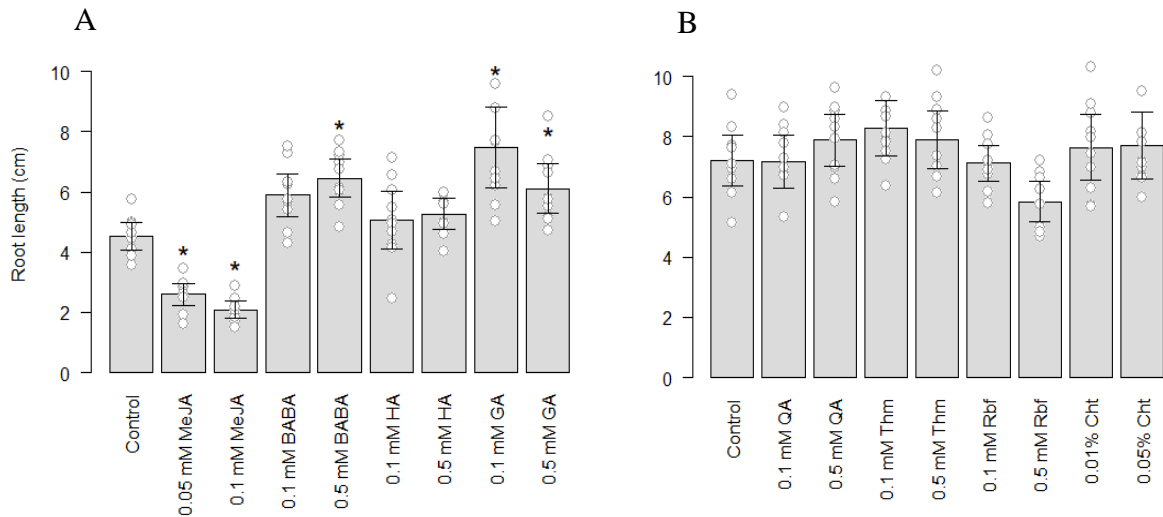 A
B
Root length (cm)
10
8
6
4
2
0
*
*
*
*
*
Control
0.05 mM MeJA
0.1 mM MeJA
0.1 mM BABA
0.5 mM BABA
0.1 mM HA
0.5 mM HA
0.1 mM GA
0.5 mM GA
10
8
6
4
2
0
Control
0.1 mM QA
0.5 mM QA
0.1 mM Thm
0.5 mM Thm
0.1 mM Rbf
0.5 mM Rbf
0.01% Cht
0.05% Cht